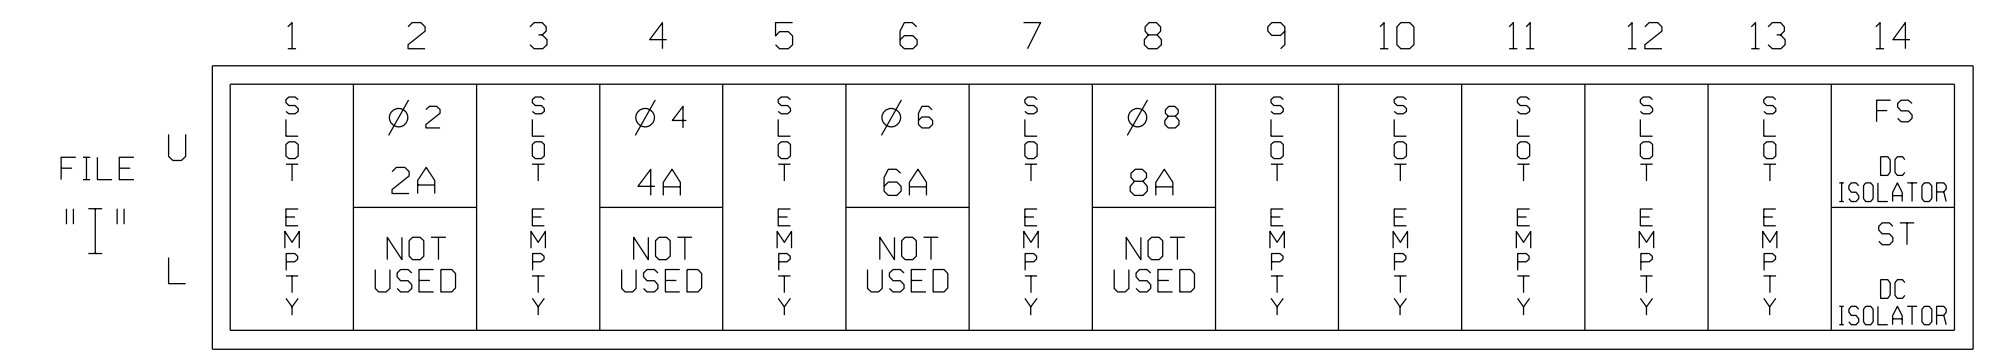 1 2 3 4 5 6 7 8 9 10 11 12 13 14
FILE
"I"
U
L
SLOT EMPTY
Ø 2
2A
NOT
USED
SLOT EMPTY
Ø 4
4A
NOT
USED
SLOT EMPTY
Ø 6
6A
NOT
USED
SLOT EMPTY
Ø 8
8A
NOT
USED
SLOT EMPTY
SLOT EMPTY
SLOT EMPTY
SLOT EMPTY
SLOT EMPTY
FS
DC
ISOLATOR
ST
DC
ISOLATOR